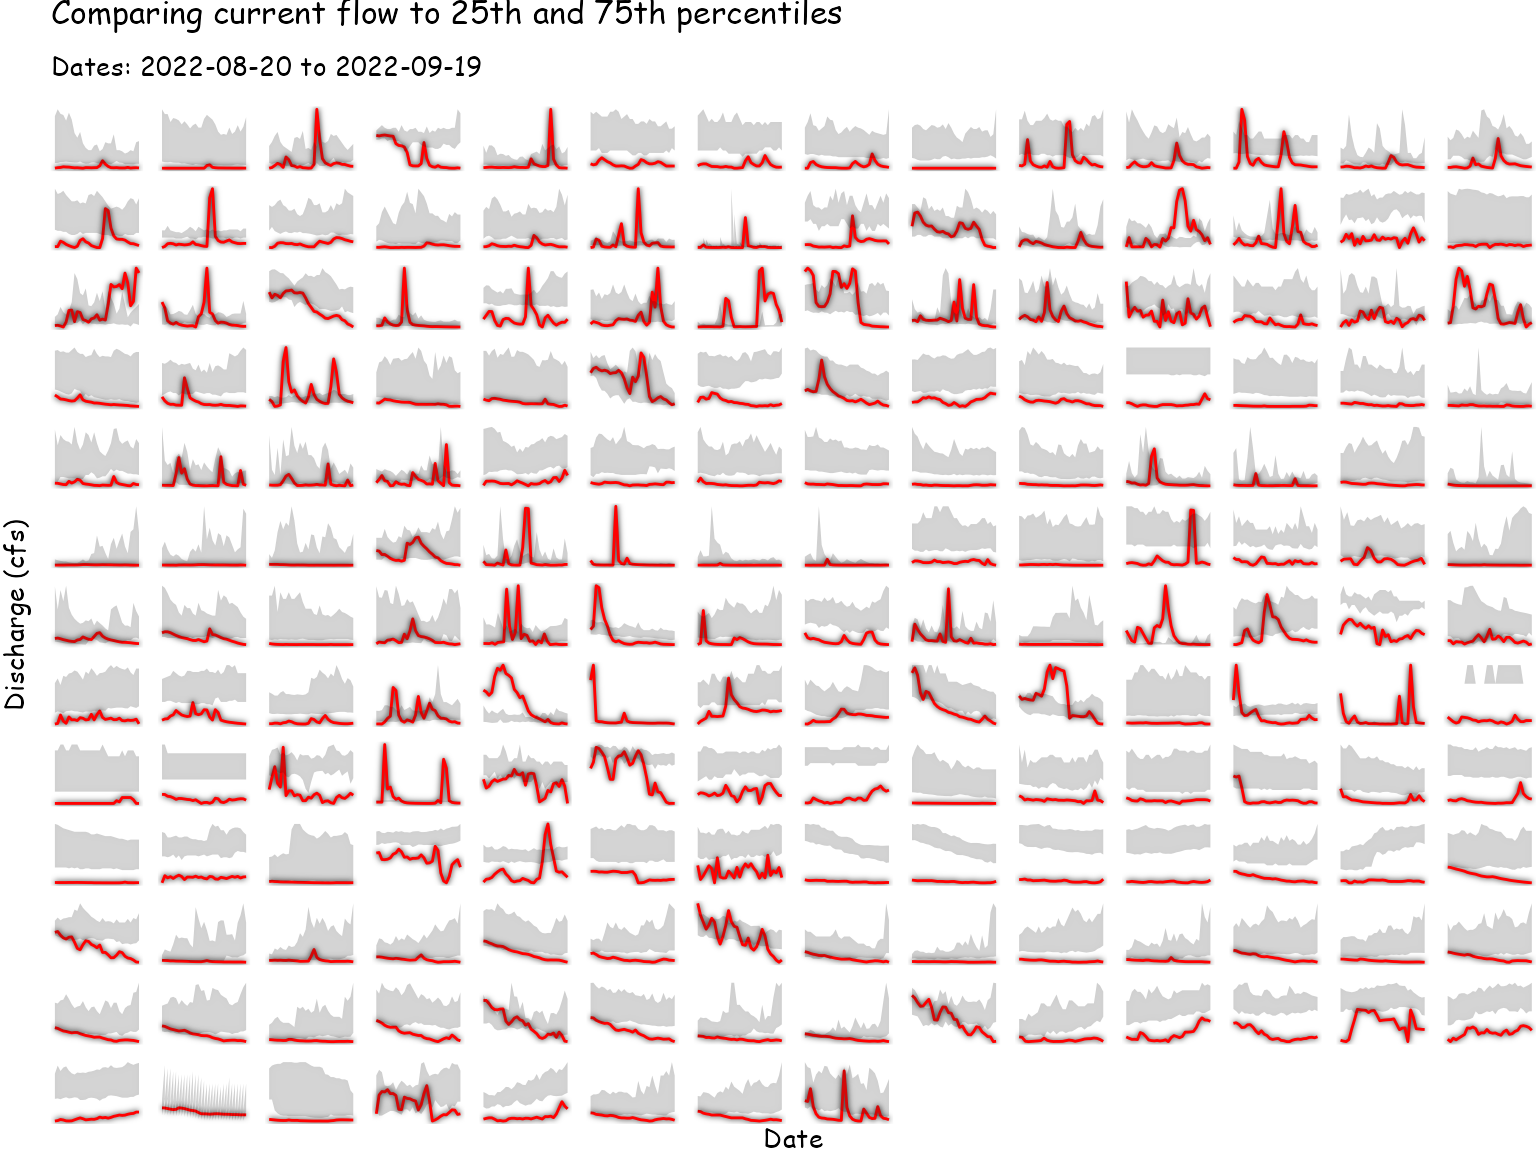 Comparing current flow to 25th and 75th percentiles
Dates: 2022-08-20 to 2022-09-19
Discharge (cfs)
Date